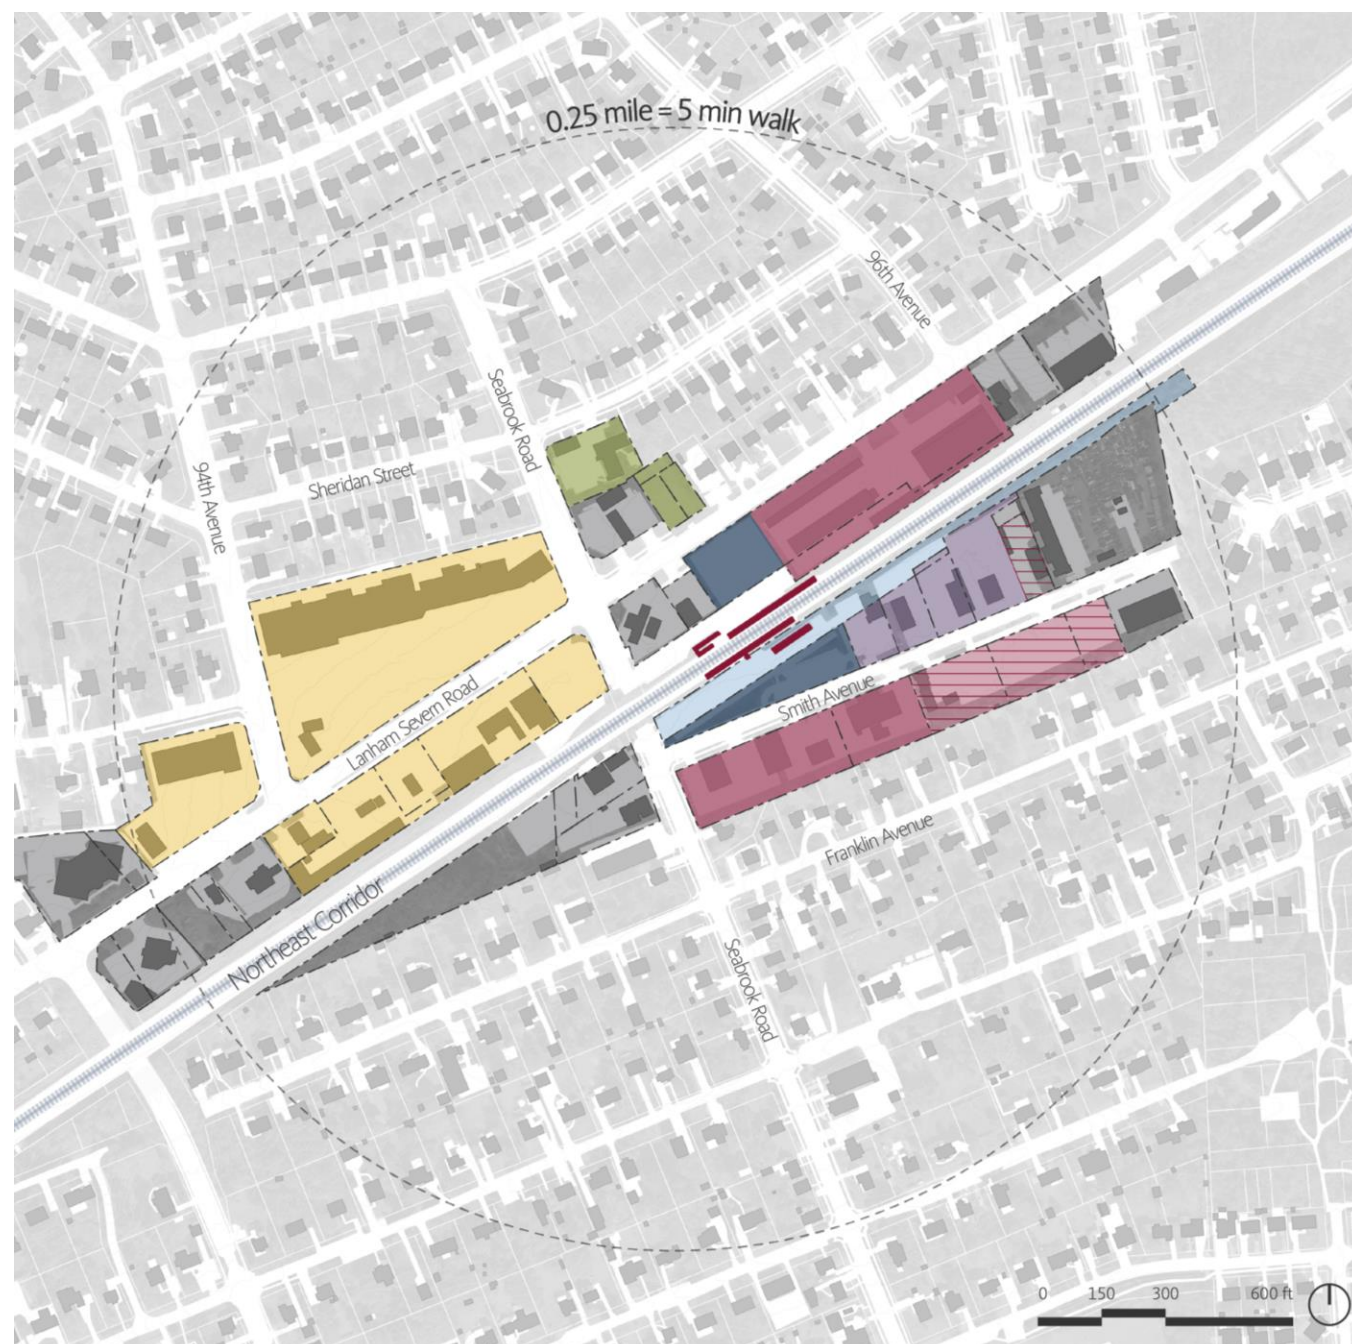 0.25 mile = 5 min walk
96th Avenue
Seabrook Road
Sheridan Street
94th Avenue
Lanham Severn Road
Smith Avenue
Franklin Avenue
Northeast Corridor
Seabrook Road
0 150 300 600 ft